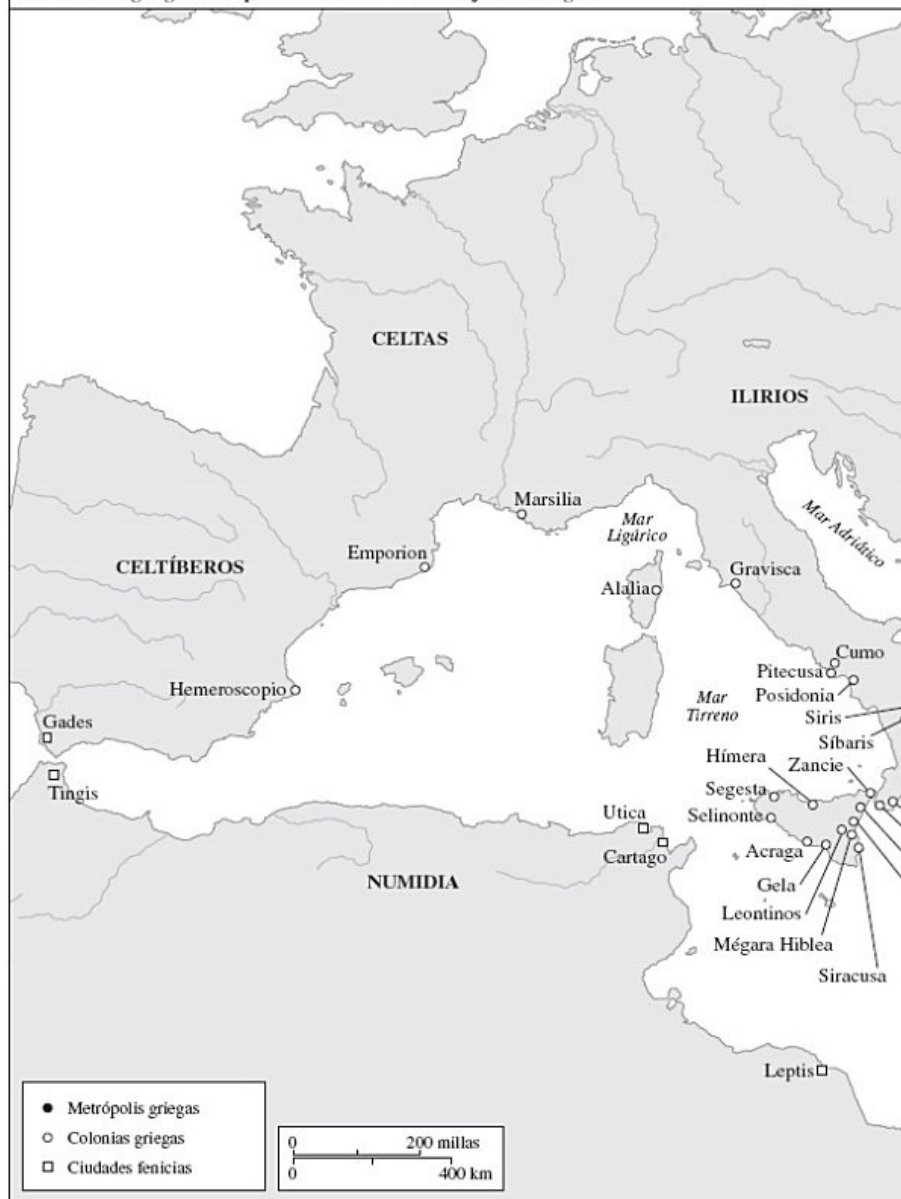 CELTAS
ILIRIOS
Marsilia
Mar
Ligúrico
Mar Adriático
Emporion
CELTÍBEROS
Alalia
Gravisca
Cumo
Pitecusa
Posidonia
Hemeroscopio
Mar
Tirreno
Siris
Síbaris
Gades
Hímera
Zancie
Tingis
Segesta
Utica
Selinonte
Cartago
Acraga
NUMIDIA
Gela
Leontinos
Mégara Hiblea
Siracusa
Leptis
Metrópolis griegas
Colonias griegas
Ciudades fenicias
0 200 millas
0 400 km